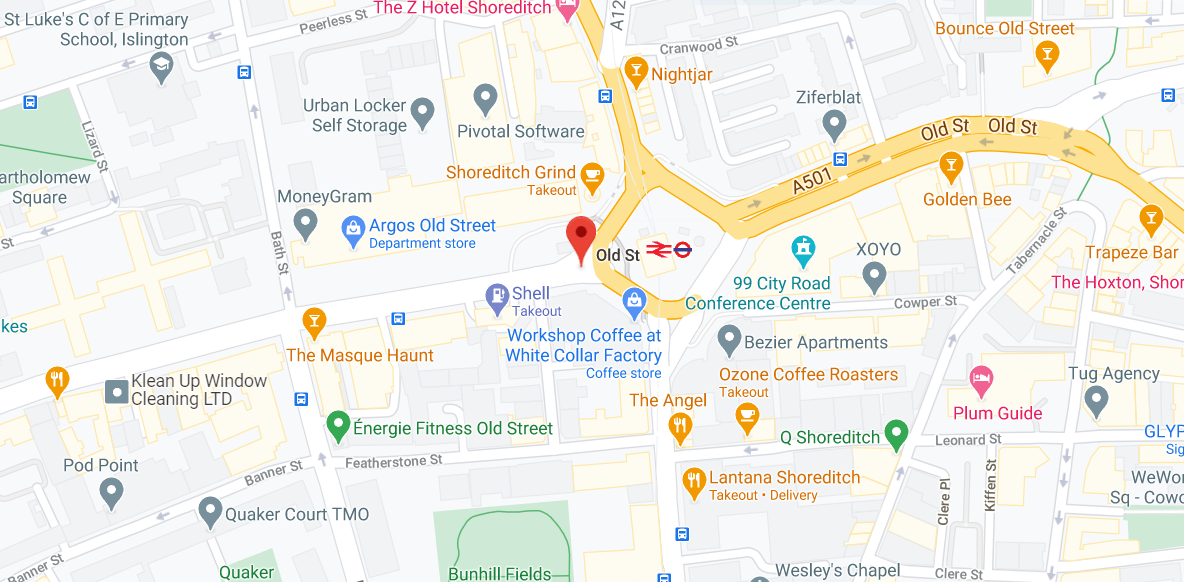 The Z Hotel Shoreditch
St Luke's C of E Primary
School, Islington
Peerless St
A12
Cranwood St
Bounce Old Street
Nightjar
Urban Locker
Self Storage
Pivotal Software
Ziferblat
Lizard St
Old St
Old St
artholomew
Square
Shoreditch Grind
Takeout
A501
MoneyGram
Golden Bee
Argos Old Street
Department store
St
Bath St
Old St
XOYO
Tabernacle St
Trapeze Bar
99 City Road
Conference Centre
The Hoxton, Shor
Shell
Takeout
Cowper St
kes
Workshop Coffee at
White Collar Factory
Coffee store
Bezier Apartments
The Masque Haunt
Klean Up Window
Cleaning LTD
Ozone Coffee Roasters
Takeout
Tug Agency
The Angel
Plum Guide
Énergie Fitness Old Street
Q Shoreditch
Leonard St
GLYP
Sig
Pod Point
Banner St
Featherstone St
Lantana Shoreditch
Takeout • Delivery
Clere Pl
Kiffen St
WeWor
Sq - Cowo
Quaker Court TMO
Banner St
Quaker
Bunhill Fields
Wesley's Chapel
Clere St